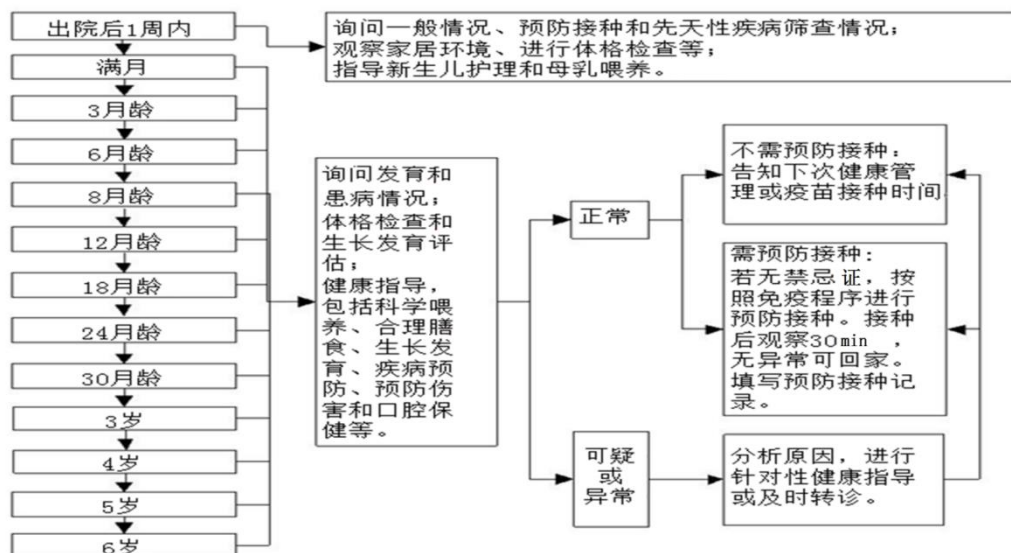 出院后1周内
满月
3月龄
6月龄
8月龄
12月龄
18月龄
24月龄
30月龄
3岁
4岁
5岁
6岁
询问一般情况、预防接种和先天性疾病筛查情况；
观察家居环境、进行体格检查等；
指导新生儿护理和母乳喂养。
询问发育和
患病情况；
体格检查和
生长发育评
估；
健康指导，
包括科学喂
养、合理膳
食、生长发
育、疾病预
防、预防伤
害和口腔保
健等。
正常
可疑
或
异常
不需预防接种：
告知下次健康管
理或疫苗接种时间.
需预防接种：
若无禁忌证，按
照免疫程序进行
预防接种。接种
后观察30min ，
无异常可回家。
填写预防接种记
录。
分析原因，进行
针对性健康指导
或及时转诊。